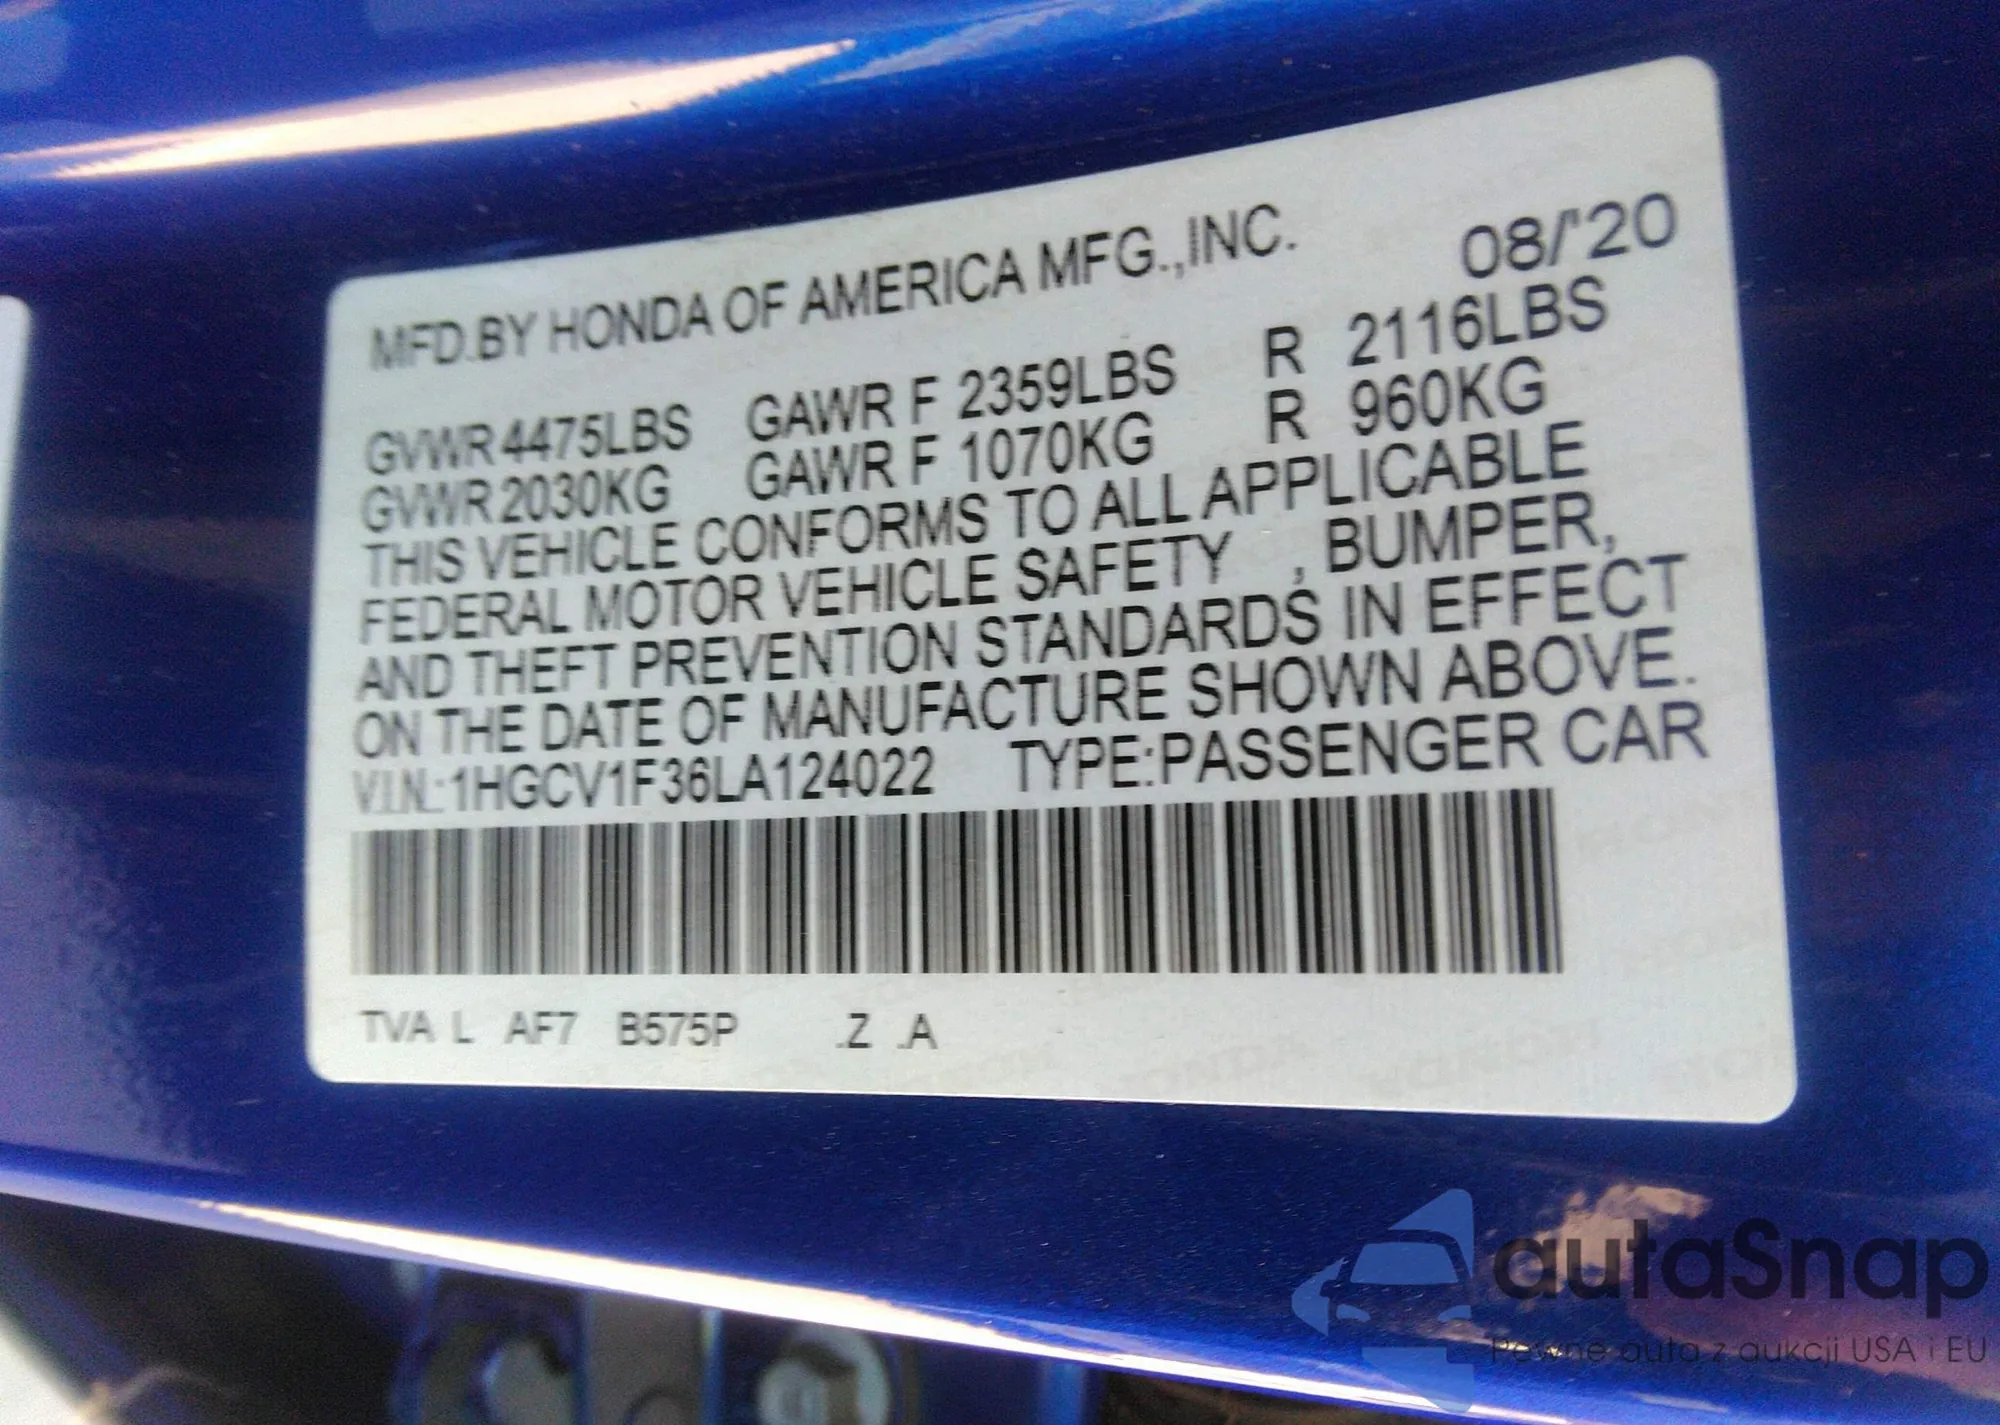 MFD.BY HONDA OF AMERICA MFG.,INC. 08/'20
GVWR 4475LBS GAWR F 2359LBS R 2116LBS
GVWR 2030KG GAWR F 1070KG R 960KG
THIS VEHICLE CONFORMS TO ALL APPLICABLE
FEDERAL MOTOR VEHICLE SAFETY , BUMPER,
AND THEFT PREVENTION STANDARDS IN EFFECT
ON THE DATE OF MANUFACTURE SHOWN ABOVE.
V.I.N.:1HGCV1F36LA124022 TYPE:PASSENGER CAR
TVA L AF7 B575P .Z .A
autaSnap
Pewne auta z aukcji USA i EU